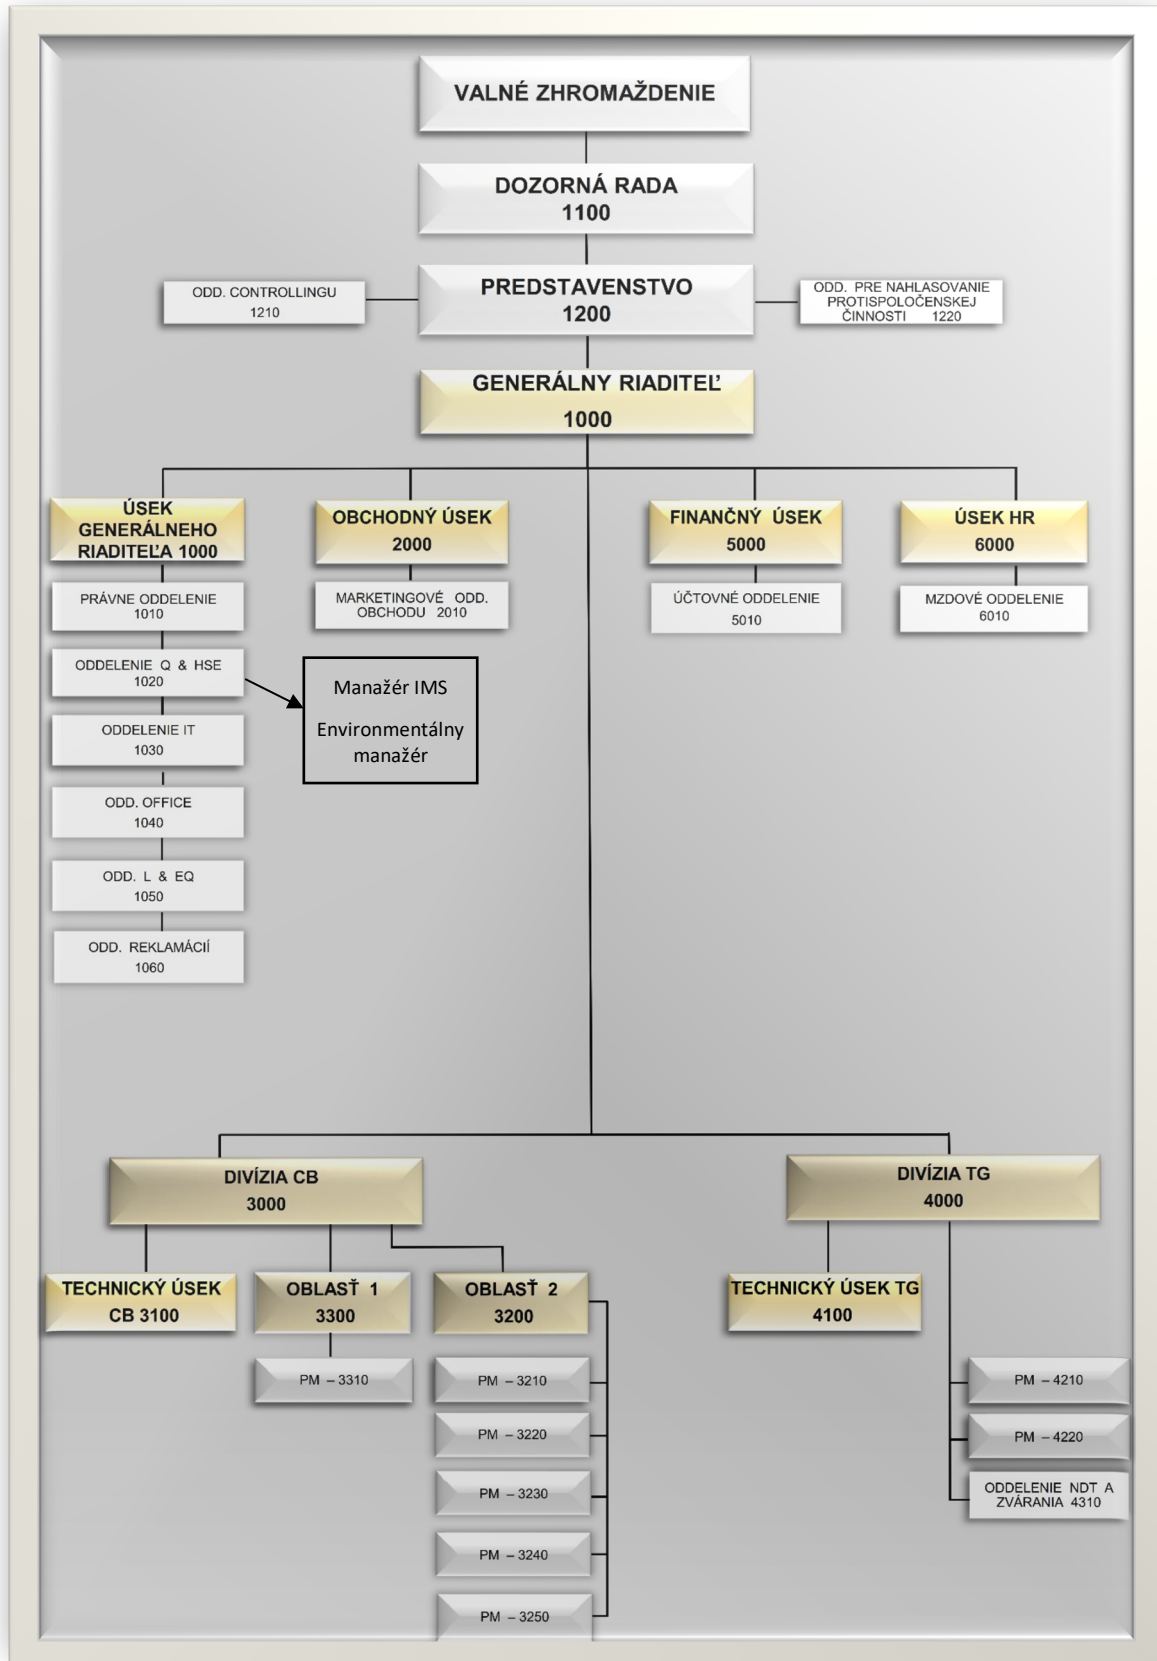 VALNÉ ZHROMAŽDENIE
DOZORNÁ RADA
1100
ODD. CONTROLLINGU
1210
PREDSTAVENSTVO
1200
ODD. PRE NAHLASOVANIE
PROTISPOLOČENSKEJ
ČINNOSTI 1220
GENERÁLNY RIADITEĽ
1000
ÚSEK
GENERÁLNEHO
RIADITEĽA 1000
OBCHODNÝ ÚSEK
2000
FINANČNÝ ÚSEK
5000
ÚSEK HR
6000
PRÁVNE ODDELENIE
1010
MARKETINGOVÉ ODD.
OBCHODU 2010
ÚČTOVNÉ ODDELENIE
5010
MZDOVÉ ODDELENIE
6010
ODDELENIE Q & HSE
1020
Manažér IMS
Environmentálny
manažér
ODDELENIE IT
1030
ODD. OFFICE
1040
ODD. L & EQ
1050
ODD. REKLAMÁCIÍ
1060
DIVÍZIA CB
3000
DIVÍZIA TG
4000
TECHNICKÝ ÚSEK
CB 3100
OBLASŤ 1
3300
OBLASŤ 2
3200
TECHNICKÝ ÚSEK TG
4100
PM – 3310
PM – 3210
PM – 3220
PM – 3230
PM – 3240
PM – 3250
PM – 4210
PM – 4220
ODDELENIE NDT A
ZVÁRANIA 4310